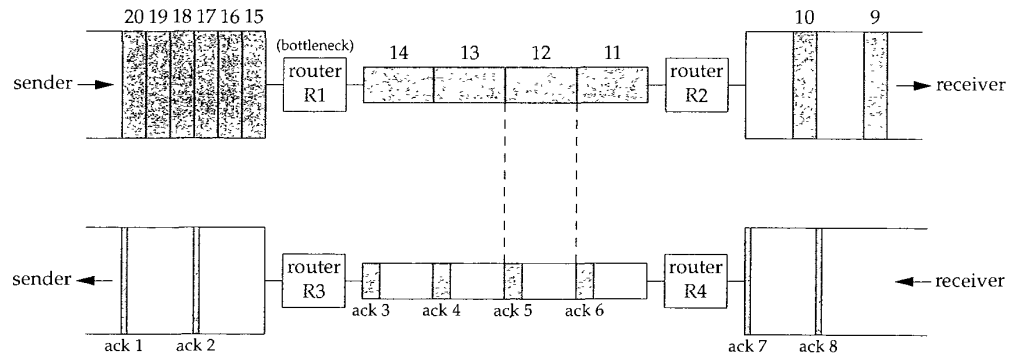 20 19 18 17 16 15
10 9
(bottleneck)
14 13 12 11
sender
router
R1
router
R2
receiver
sender
router
R3
router
R4
receiver
ack 3 ack 4 ack 5 ack 6
ack 1 ack 2
ack 7 ack 8